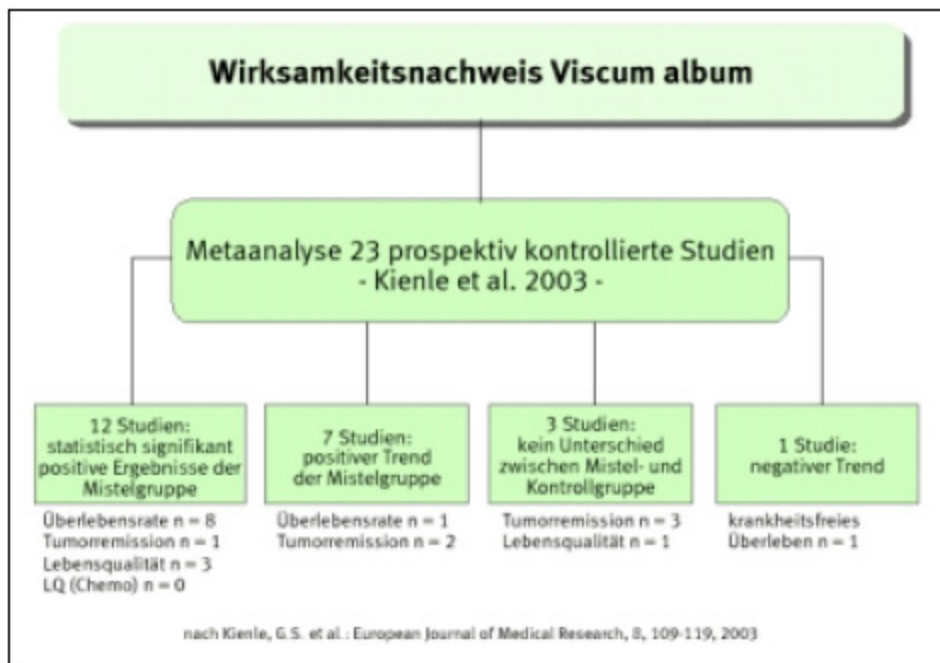 Wirksamkeitsnachweis Viscum album
Metaanalyse 23 prospektiv kontrollierte Studien
- Kienle et al. 2003 -
12 Studien:
statistisch signifikant
positive Ergebnisse der
Mistelgruppe
Überlebensrate n = 8
Tumorremission n = 1
Lebensqualität n = 3
LQ (Chemo) n = 0
7 Studien:
positiver Trend
der Mistelgruppe
Überlebensrate n = 1
Tumorremission n = 2
3 Studien:
kein Unterschied
zwischen Mistel- und
Kontrollgruppe
Tumorremission n = 3
Lebensqualität n = 1
1 Studie:
negativer Trend
krankheitsfreies
Überleben n = 1
nach Kienle, G.S. et al.: European Journal of Medical Research, 8, 109-119, 2003